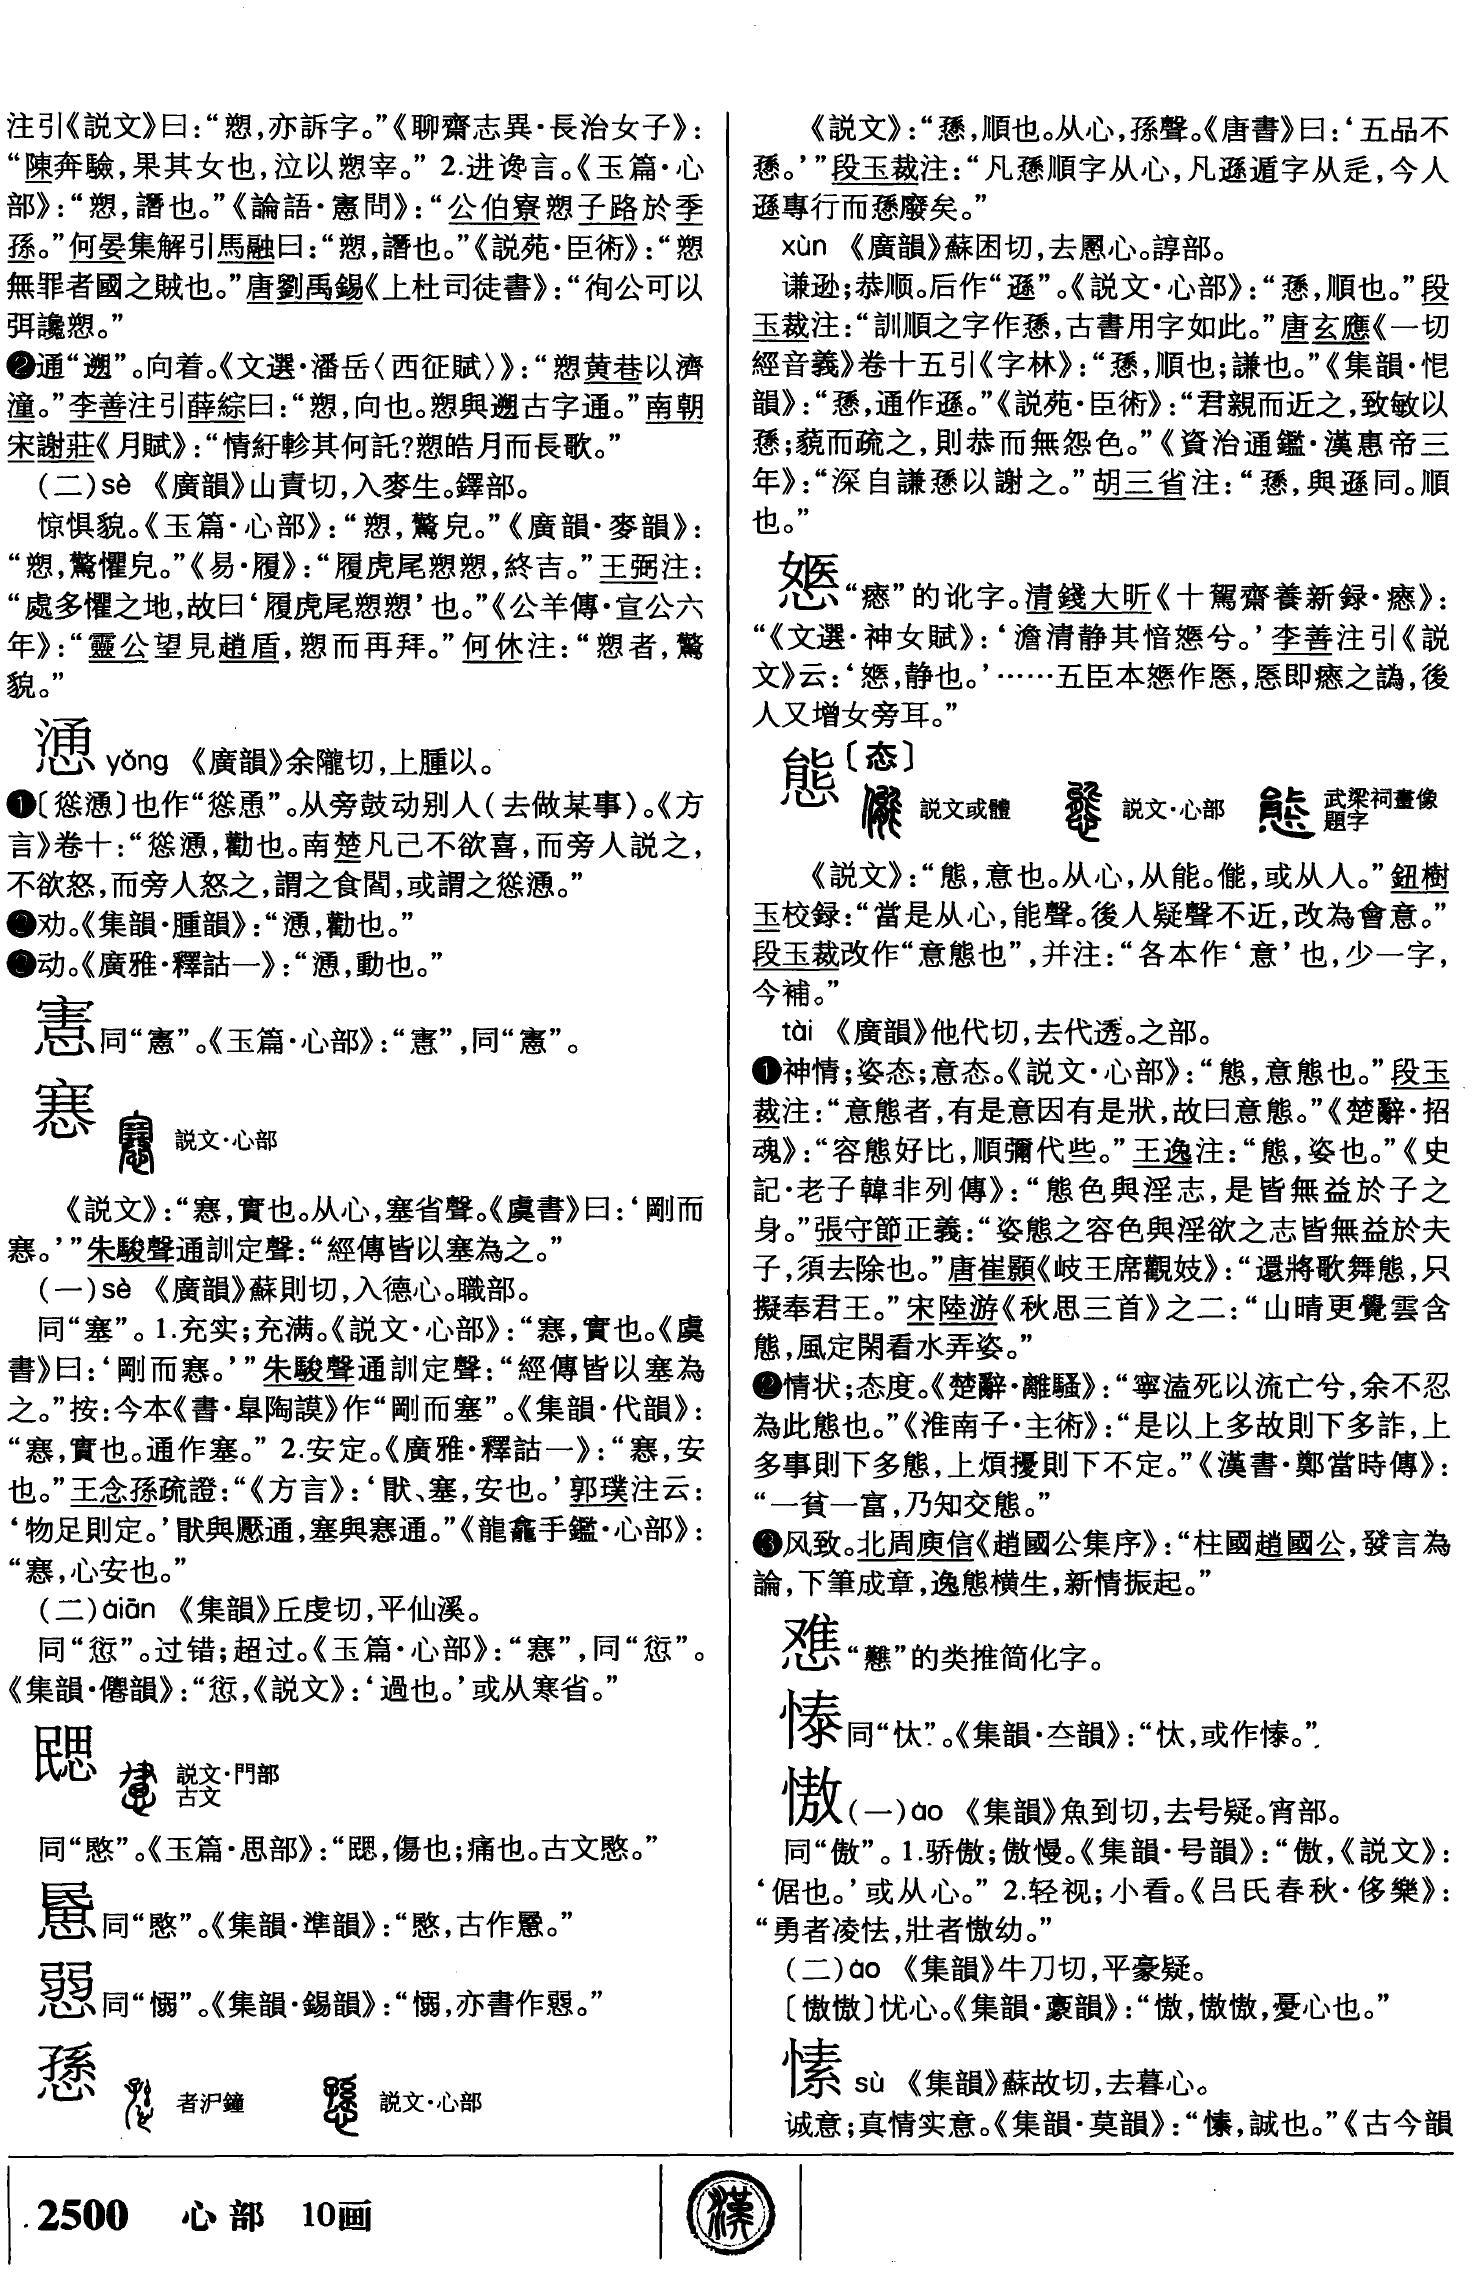 注引《説文》曰：“愬，亦訴字。”《聊齋志異·長治女子》：
“陳奔驗，果其女也，泣以愬宰。” 2.进谗言。《玉篇·心
部》：“愬，譖也。”《論語·憲問》：“公伯寮愬子路於季
孫。”何晏集解引馬融曰：“愬，譖也。”《説苑·臣術》：“愬
無罪者國之賊也。”唐劉禹錫《上杜司徒書》：“徇公可以
弭讒愬。”
❷通“遡”。向着。《文選·潘岳〈西征賦〉》：“愬黄巷以濟
潼。”李善注引薛綜曰：“愬，向也。愬與遡古字通。”南朝
宋謝莊《月賦》：“情紆軫其何託？愬皓月而長歌。”
（二）sè 《廣韻》山責切，入麥生。鐸部。
惊惧貌。《玉篇·心部》：“愬，驚皃。”《廣韻·麥韻》：
“愬，驚懼皃。”《易·履》：“履虎尾愬愬，終吉。”王弼注：
“處多懼之地，故曰‘履虎尾愬愬’也。”《公羊傳·宣公六
年》：“靈公望見趙盾，愬而再拜。”何休注：“愬者，驚
貌。”
慂 yǒng 《廣韻》余隴切，上腫以。
❶〔慫慂〕也作“慫恿”。从旁鼓动别人（去做某事）。《方
言》卷十：“慫慂，勸也。南楚凡己不欲喜，而旁人説之，
不欲怒，而旁人怒之，謂之食閻，或謂之慫慂。”
❷劝。《集韻·腫韻》：“慂，勸也。”
❸动。《廣雅·釋詁一》：“慂，動也。”
㥶同“憲”。《玉篇·心部》：“㥶”，同“憲”。
㥶 説文·心部
《説文》：“㥶，實也。从心，塞省聲。《虞書》曰：‘剛而
㥶。’”朱駿聲通訓定聲：“經傳皆以塞為之。”
（一）sè 《廣韻》蘇則切，入德心。職部。
同“塞”。1.充实；充满。《説文·心部》：“㥶，實也。《虞
書》曰：‘剛而㥶。’”朱駿聲通訓定聲：“經傳皆以塞為
之。”按：今本《書·皐陶謨》作“剛而塞”。《集韻·代韻》：
“㥶，實也。通作塞。” 2.安定。《廣雅·釋詁一》：“㥶，安
也。”王念孫疏證：“《方言》：‘猒、塞，安也。’郭璞注云：
‘物足則定。’猒與懕通，塞與㥶通。”《龍龕手鑑·心部》：
“㥶，心安也。”
（二）qiān 《集韻》丘虔切，平仙溪。
同“愆”。过错；超过。《玉篇·心部》：“㥶”，同“愆”。
《集韻·僊韻》：“愆，《説文》：‘過也。’或从寒省。”
説文·門部
古文
同“愍”。《玉篇·思部》：“，傷也；痛也。古文愍。”
同“愍”。《集韻·準韻》：“愍，古作。”
㥾同“愵”。《集韻·錫韻》：“愵，亦書作㥾。”
愻 者沪鐘 説文·心部
《説文》：“愻，順也。从心，孫聲。《唐書》曰：‘五品不
愻。’”段玉裁注：“凡愻順字从心，凡遜遁字从辵，今人
遜專行而愻廢矣。”
xùn 《廣韻》蘇困切，去慁心。諄部。
谦逊；恭顺。后作“遜”。《説文·心部》：“愻，順也。”段
玉裁注：“訓順之字作愻，古書用字如此。”唐玄應《一切
經音義》卷十五引《字林》：“愻，順也；謙也。”《集韻·恨
韻》：“愻，通作遜。”《説苑·臣術》：“君親而近之，致敏以
愻；藐而疏之，則恭而無怨色。”《資治通鑑·漢惠帝三
年》：“深自謙愻以謝之。”胡三省注：“愻，與遜同。順
也。”
嫕“瘱”的讹字。清錢大昕《十駕齋養新録·瘱》：
“《文選·神女賦》：‘澹清静其愔嫕兮。’李善注引《説
文》云：‘嫕，静也。’……五臣本嫕作㥷，㥷即瘱之譌，後
人又增女旁耳。”
態〔态〕 説文或體 説文·心部 武梁祠畫像
題字
《説文》：“態，意也。从心，从能。㑷，或从人。”鈕樹
玉校録：“當是从心，能聲。後人疑聲不近，改為會意。”
段玉裁改作“意態也”，并注：“各本作‘意’也，少一字，
今補。”
tài 《廣韻》他代切，去代透。之部。
❶神情；姿态；意态。《説文·心部》：“態，意態也。”段玉
裁注：“意態者，有是意因有是狀，故曰意態。”《楚辭·招
魂》：“容態好比，順彌代些。”王逸注：“態，姿也。”《史
記·老子韓非列傳》：“態色與淫志，是皆無益於子之
身。”張守節正義：“姿態之容色與淫欲之志皆無益於夫
子，須去除也。”唐崔顥《岐王席觀妓》：“還將歌舞態，只
擬奉君王。”宋陸游《秋思三首》之二：“山晴更覺雲含
態，風定閑看水弄姿。”
❷情状；态度。《楚辭·離騷》：“寧溘死以流亡兮，余不忍
為此態也。”《淮南子·主術》：“是以上多故則下多詐，上
多事則下多態，上煩擾則下不定。”《漢書·鄭當時傳》：
“一貧一富，乃知交態。”
❸风致。北周庾信《趙國公集序》：“柱國趙國公，發言為
論，下筆成章，逸態横生，新情振起。”
“戁”的类推简化字。
㥭同“忲”。《集韻·夳韻》：“忲，或作㥭。”
慠（一）ào 《集韻》魚到切，去号疑。宵部。
同“傲”。1.骄傲；傲慢。《集韻·号韻》：“傲，《説文》：
‘倨也。’或从心。” 2.轻视；小看。《吕氏春秋·侈樂》：
“勇者凌怯，壯者慠幼。”
（二）áo 《集韻》牛刀切，平豪疑。
〔慠慠〕忧心。《集韻·豪韻》：“慠，慠慠，憂心也。”
愫 sù 《集韻》蘇故切，去暮心。
诚意；真情实意。《集韻·莫韻》：“愫，誠也。”《古今韻
2500 心部 10画
漢